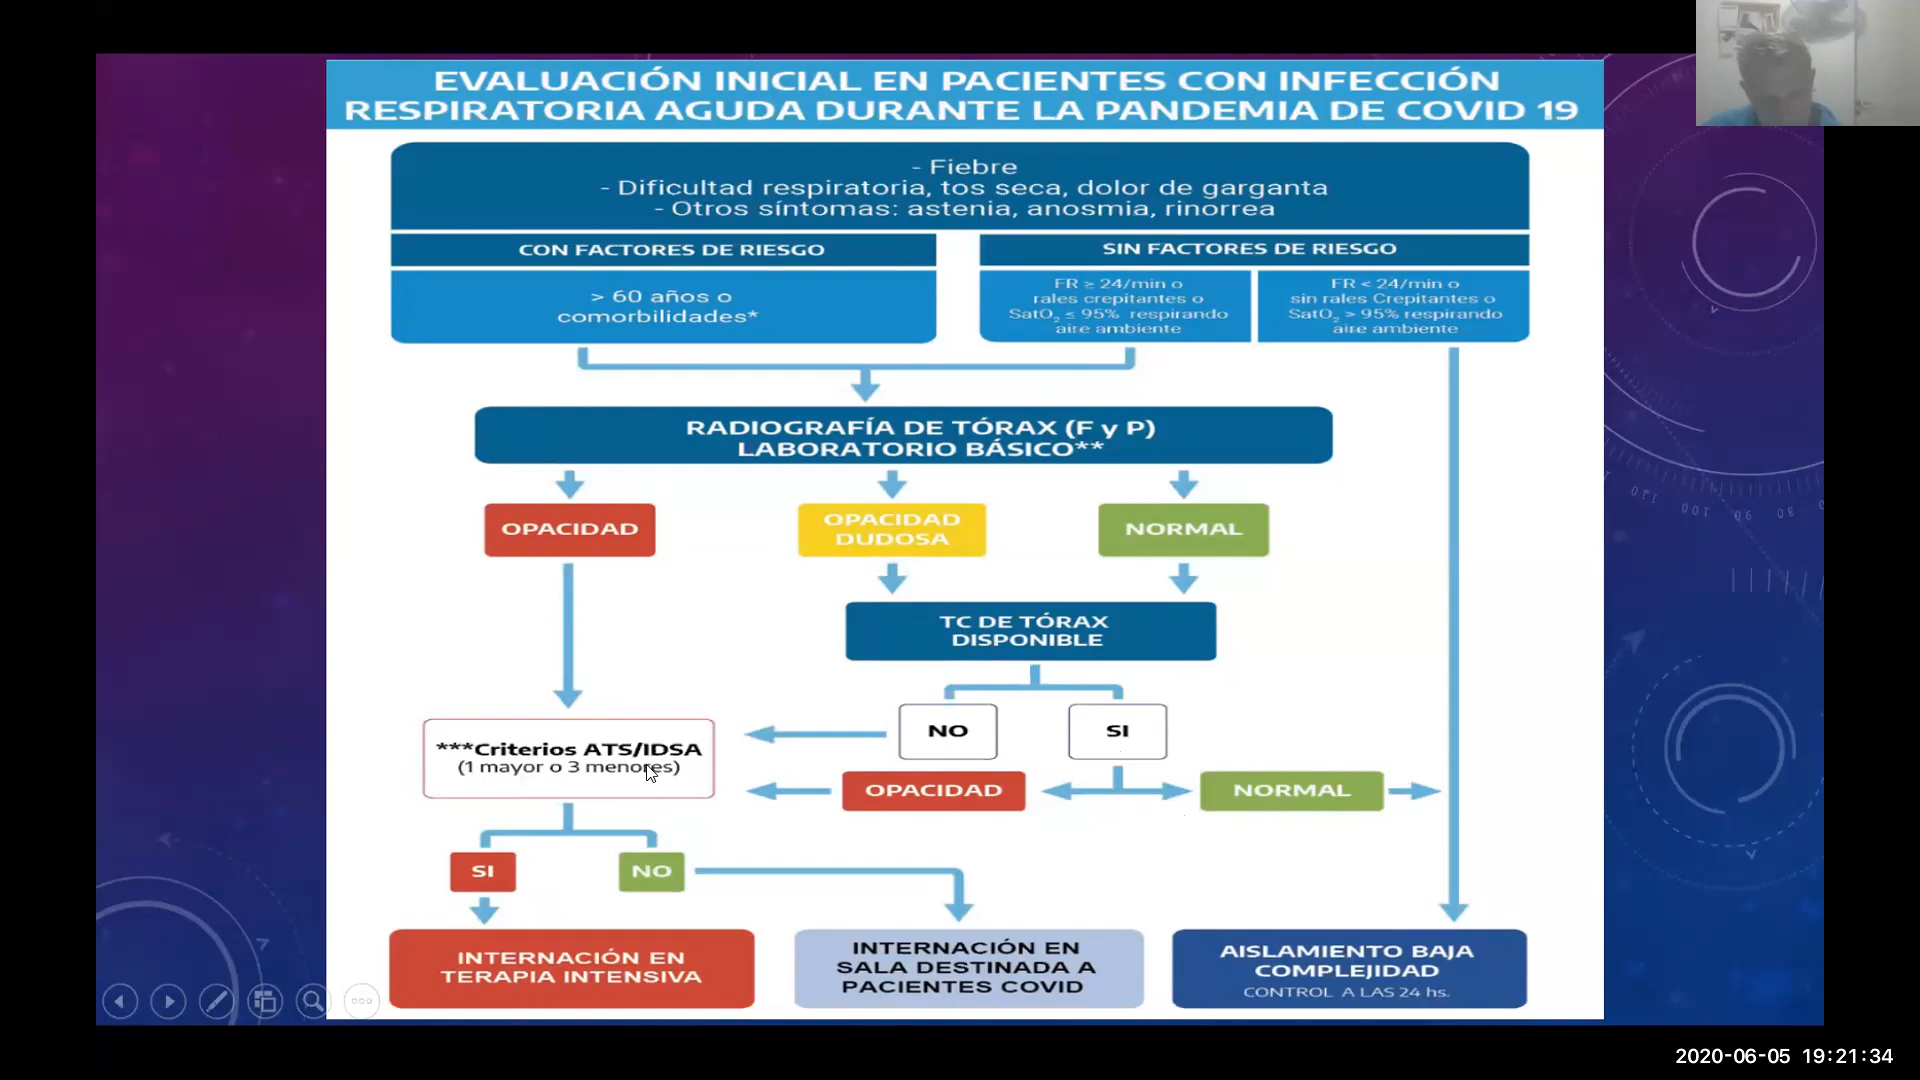 EVALUACIÓN INICIAL EN PACIENTES CON INFECCIÓN
RESPIRATORIA AGUDA DURANTE LA PANDEMIA DE COVID 19
- Fiebre
- Dificultad respiratoria, tos seca, dolor de garganta
- Otros síntomas: astenia, anosmia, rinorrea
CON FACTORES DE RIESGO
SIN FACTORES DE RIESGO
> 60 años o
comorbilidades*
FR ≥ 24/min o
rales crepitantes o
SatO₂ ≤ 95% respirando
aire ambiente
FR < 24/min o
sin rales Crepitantes o
SatO₂ > 95% respirando
aire ambiente
RADIOGRAFÍA DE TÓRAX (F y P)
LABORATORIO BÁSICO**
OPACIDAD
OPACIDAD
DUDOSA
NORMAL
TC DE TÓRAX
DISPONIBLE
NO
SI
***Criterios ATS/IDSA
(1 mayor o 3 menores)
OPACIDAD
NORMAL
SI
NO
INTERNACIÓN EN
TERAPIA INTENSIVA
INTERNACIÓN EN
SALA DESTINADA A
PACIENTES COVID
AISLAMIENTO BAJA
COMPLEJIDAD
CONTROL A LAS 24 hs.
2020-06-05 19:21:34